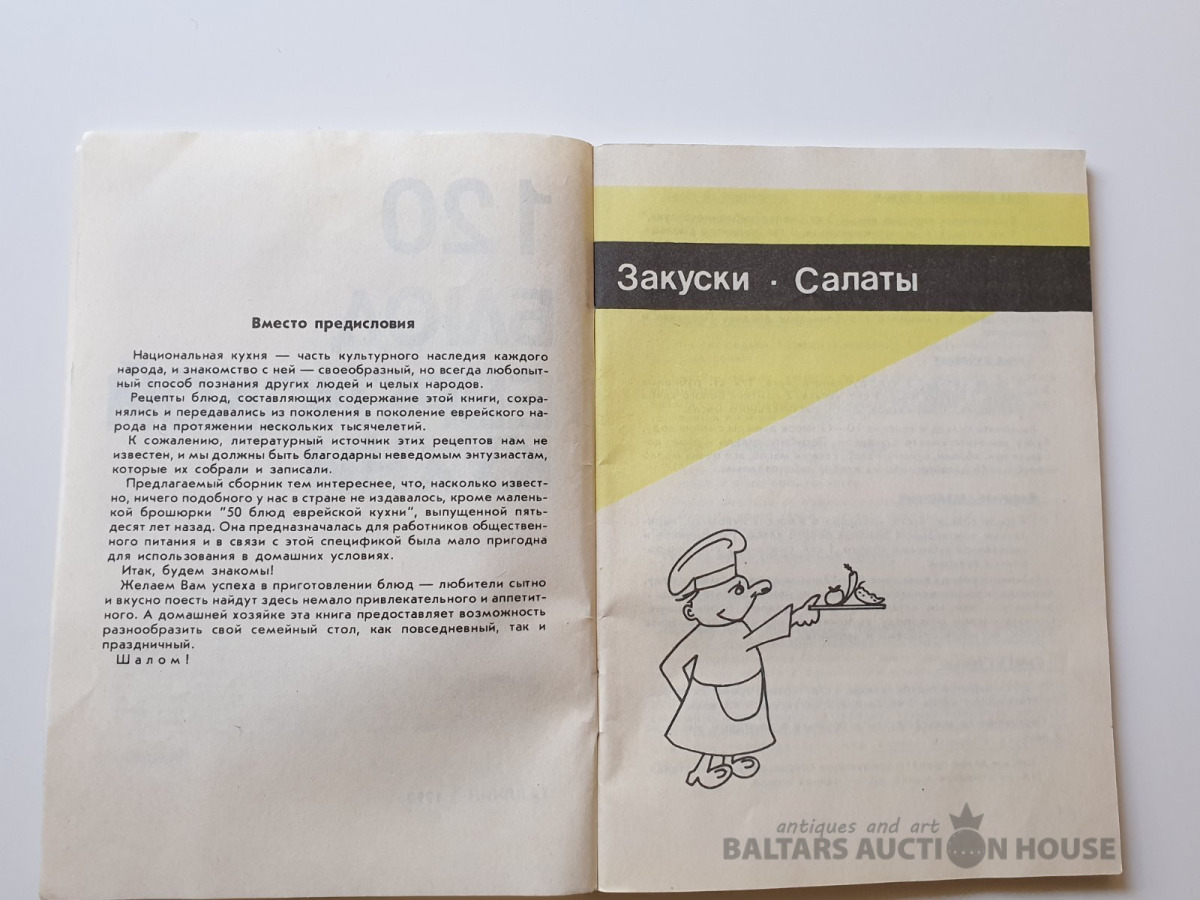 Вместо предисловия
Национальная кухня — часть культурного наследия каждого
народа, и знакомство с ней — своеобразный, но всегда любопыт-
ный способ познания других людей и целых народов.
Рецепты блюд, составляющих содержание этой книги, сохра-
нялись и передавались из поколения в поколение еврейского на-
рода на протяжении нескольких тысячелетий.
К сожалению, литературный источник этих рецептов нам не
известен, и мы должны быть благодарны неведомым энтузиастам,
которые их собрали и записали.
Предлагаемый сборник тем интереснее, что, насколько извест-
но, ничего подобного у нас в стране не издавалось, кроме малень-
кой брошюрки "50 блюд еврейской кухни", выпущенной пять-
десят лет назад. Она предназначалась для работников обществен-
ного питания и в связи с этой спецификой была мало пригодна
для использования в домашних условиях.
Итак, будем знакомы!
Желаем Вам успеха в приготовлении блюд — любители сытно
и вкусно поесть найдут здесь немало привлекательного и аппетит-
ного. А домашней хозяйке эта книга предоставляет возможность
разнообразить свой семейный стол, как повседневный, так и
праздничный.
Шалом!
Закуски · Салаты
antiques and art
BALTARS AUCTION HOUSE